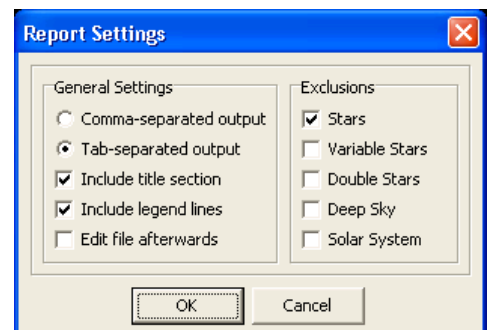 Report Settings
General Settings
Comma-separated output
Tab-separated output
Include title section
Include legend lines
Edit file afterwards
Exclusions
Stars
Variable Stars
Double Stars
Deep Sky
Solar System
OK
Cancel